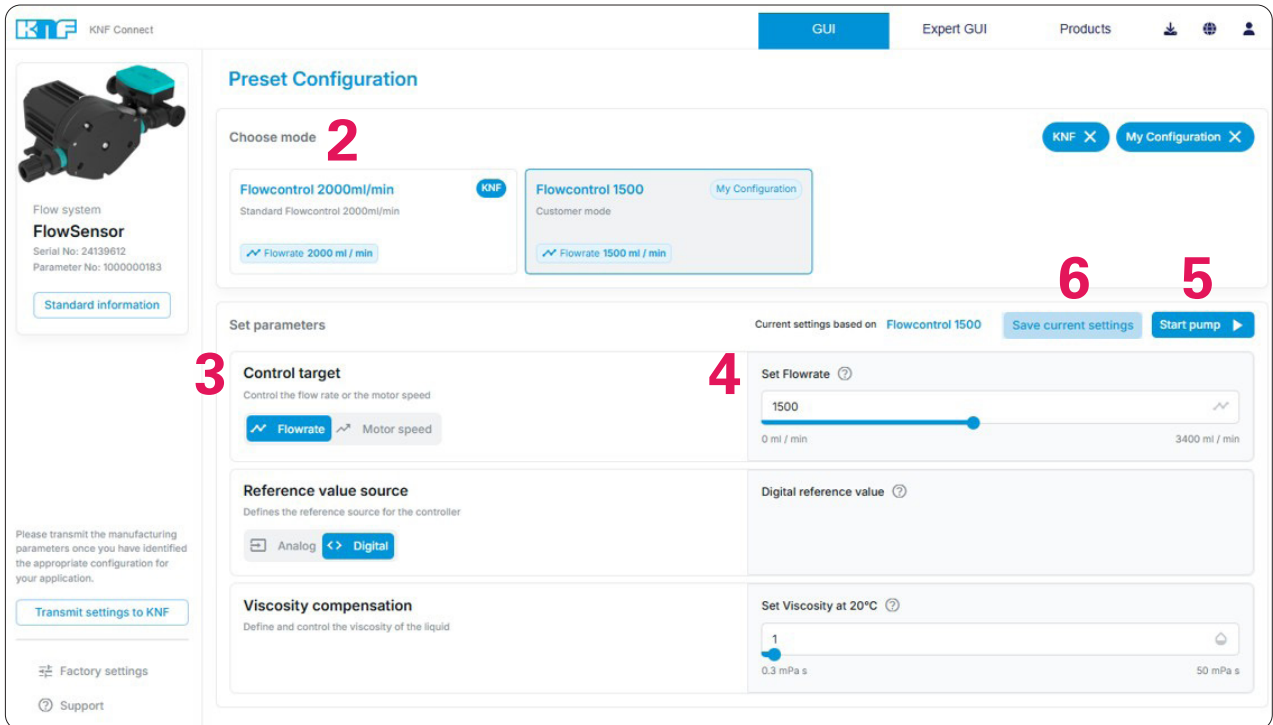 KNF KNF Connect
GUI
Expert GUI
Products
Flow system
FlowSensor
Serial No: 24139612
Parameter No: 1000000183
Standard information
Please transmit the manufacturing
parameters once you have identified
the appropriate configuration for
your application.
Transmit settings to KNF
Factory settings
Support
Preset Configuration
Choose mode
2
KNF
My Configuration
Flowcontrol 2000ml/min
KNF
Standard Flowcontrol 2000ml/min
Flowrate 2000 ml / min
Flowcontrol 1500
My Configuration
Customer mode
Flowrate 1500 ml / min
6
5
Set parameters
Current settings based on Flowcontrol 1500
Save current settings
Start pump
3
Control target
Control the flow rate or the motor speed
Flowrate
Motor speed
4
Set Flowrate ?
1500
0 ml / min
3400 ml / min
Reference value source
Defines the reference source for the controller
Analog
<> Digital
Digital reference value ?
Viscosity compensation
Define and control the viscosity of the liquid
Set Viscosity at 20°C ?
1
0.3 mPa s
50 mPa s